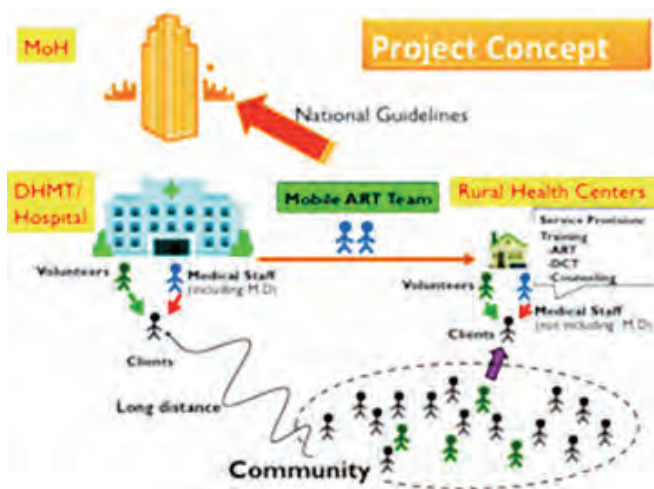 MoH
Project Concept
National Guidelines
DHMT/
Hospital
Mobile ART Team
Rural Health Centers
Service Provision:
Training
-ART
-DCT
-Counseling
Volunteers
Medical Staff
(including M.D)
Clients
Volunteers
Medical Staff
(not including M.D)
Clients
Long distance
Community